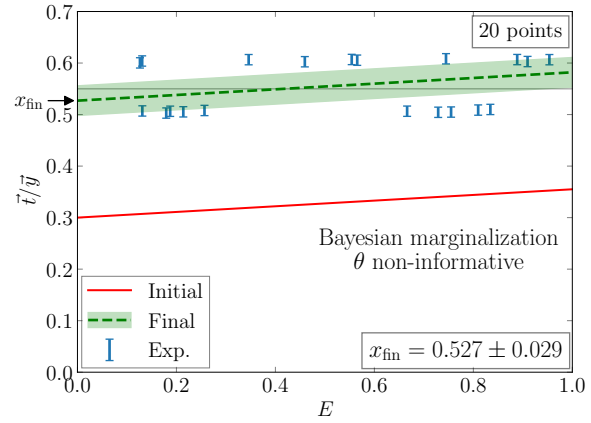 0.7
20 points
0.6
x_fin
0.5
0.4
t⃗/y⃗
0.3
Bayesian marginalization
θ non-informative
0.2
Initial
Final
Exp.
0.1
x_fin = 0.527 ± 0.029
0.0
0.0 0.2 0.4 0.6 0.8 1.0
E